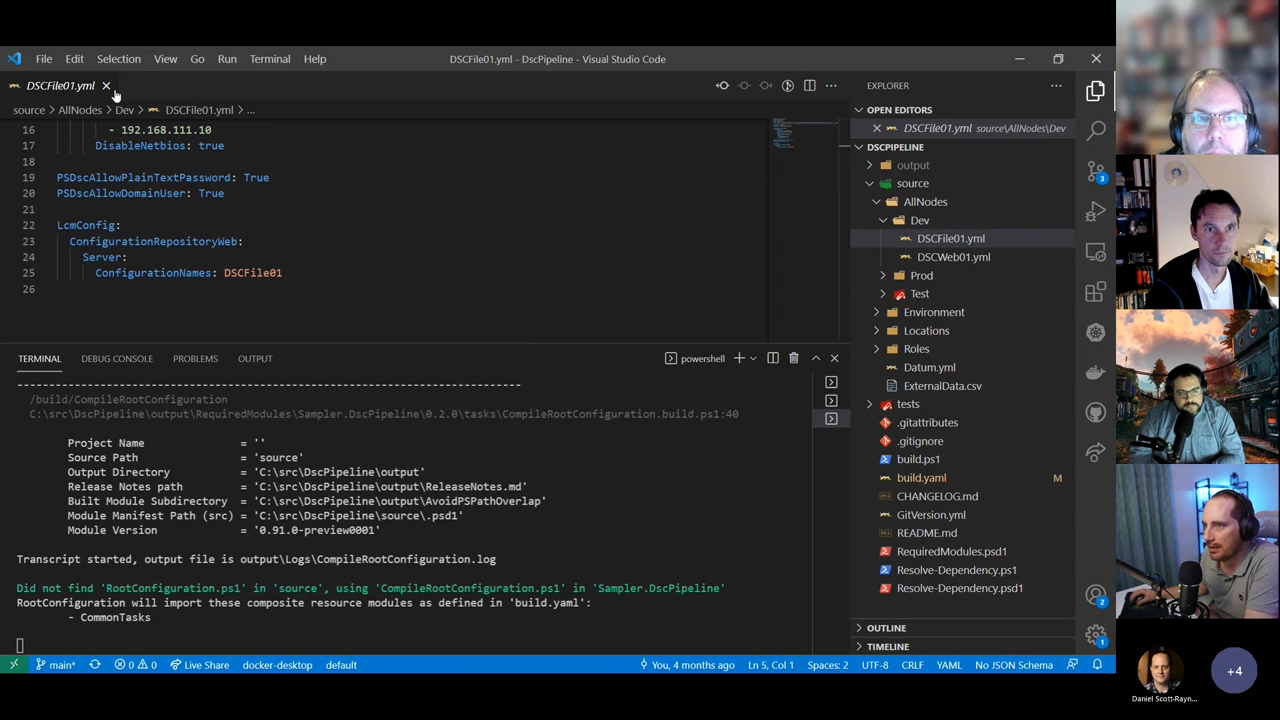 File Edit Selection View Go Run Terminal Help
DSCFile01.yml - DscPipeline - Visual Studio Code
DSCFile01.yml
source > AllNodes > Dev > DSCFile01.yml > ...
16 - 192.168.111.10
17 DisableNetbios: true
18
19 PSDscAllowPlainTextPassword: True
20 PSDscAllowDomainUser: True
21
22 LcmConfig:
23 ConfigurationRepositoryWeb:
24 Server:
25 ConfigurationNames: DSCFile01
26
TERMINAL DEBUG CONSOLE PROBLEMS OUTPUT
powershell
-------------------------------------------------------------------------------
/build/CompileRootConfiguration
C:\src\DscPipeline\output\RequiredModules\Sampler.DscPipeline\0.2.0\tasks\CompileRootConfiguration.build.ps1:40
Project Name = ''
Source Path = 'source'
Output Directory = 'C:\src\DscPipeline\output'
Release Notes path = 'C:\src\DscPipeline\output\ReleaseNotes.md'
Built Module Subdirectory = 'C:\src\DscPipeline\output\AvoidPSPathOverlap'
Module Manifest Path (src) = 'C:\src\DscPipeline\source\.psd1'
Module Version = '0.91.0-preview0001'
Transcript started, output file is output\Logs\CompileRootConfiguration.log
Did not find 'RootConfiguration.ps1' in 'source', using 'CompileRootConfiguration.ps1' in 'Sampler.DscPipeline'
RootConfiguration will import these composite resource modules as defined in 'build.yaml':
- CommonTasks
EXPLORER
OPEN EDITORS
DSCFile01.yml source\AllNodes\Dev
DSCPIPELINE
output
source
AllNodes
Dev
DSCFile01.yml
DSCWeb01.yml
Prod
Test
Environment
Locations
Roles
Datum.yml
ExternalData.csv
tests
.gitattributes
.gitignore
build.ps1
build.yaml M
CHANGELOG.md
GitVersion.yml
README.md
RequiredModules.psd1
Resolve-Dependency.ps1
Resolve-Dependency.psd1
OUTLINE
TIMELINE
3
2
1
main* 0 0 Live Share docker-desktop default
You, 4 months ago Ln 5, Col 1 Spaces: 2 UTF-8 CRLF YAML No JSON Schema
Daniel Scott-Rayn...
+4